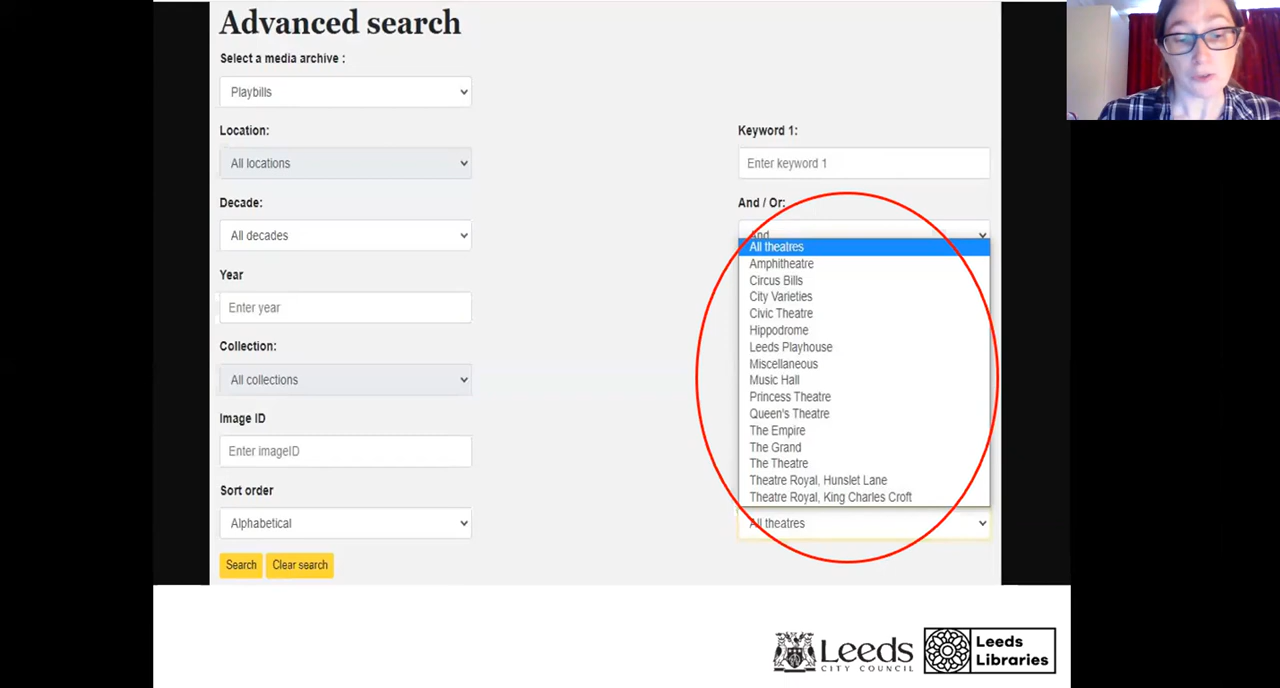 Advanced search
Select a media archive :
Playbills
Location:
All locations
Decade:
All decades
Year
Enter year
Collection:
All collections
Image ID
Enter imageID
Sort order
Alphabetical
Search
Clear search
Keyword 1:
Enter keyword 1
And / Or:
And
All theatres
Amphitheatre
Circus Bills
City Varieties
Civic Theatre
Hippodrome
Leeds Playhouse
Miscellaneous
Music Hall
Princess Theatre
Queen's Theatre
The Empire
The Grand
The Theatre
Theatre Royal, Hunslet Lane
Theatre Royal, King Charles Croft
All theatres
Leeds
CITY COUNCIL
Leeds
Libraries